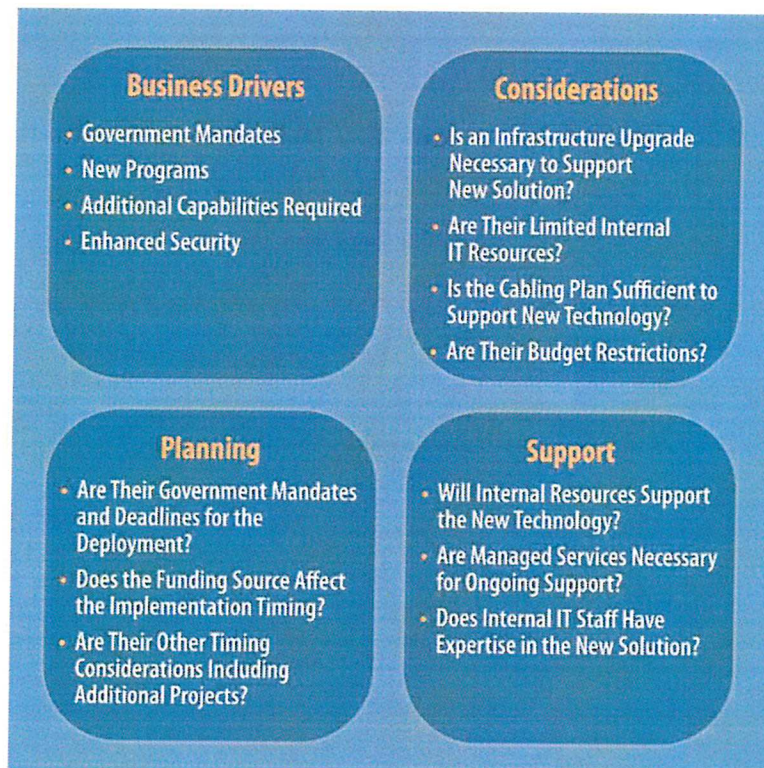 Business Drivers
• Government Mandates
• New Programs
• Additional Capabilities Required
• Enhanced Security
Considerations
• Is an Infrastructure Upgrade
Necessary to Support
New Solution?
• Are Their Limited Internal
IT Resources?
• Is the Cabling Plan Sufficient to
Support New Technology?
• Are Their Budget Restrictions?
Planning
• Are Their Government Mandates
and Deadlines for the
Deployment?
• Does the Funding Source Affect
the Implementation Timing?
• Are Their Other Timing
Considerations Including
Additional Projects?
Support
• Will Internal Resources Support
the New Technology?
• Are Managed Services Necessary
for Ongoing Support?
• Does Internal IT Staff Have
Expertise in the New Solution?